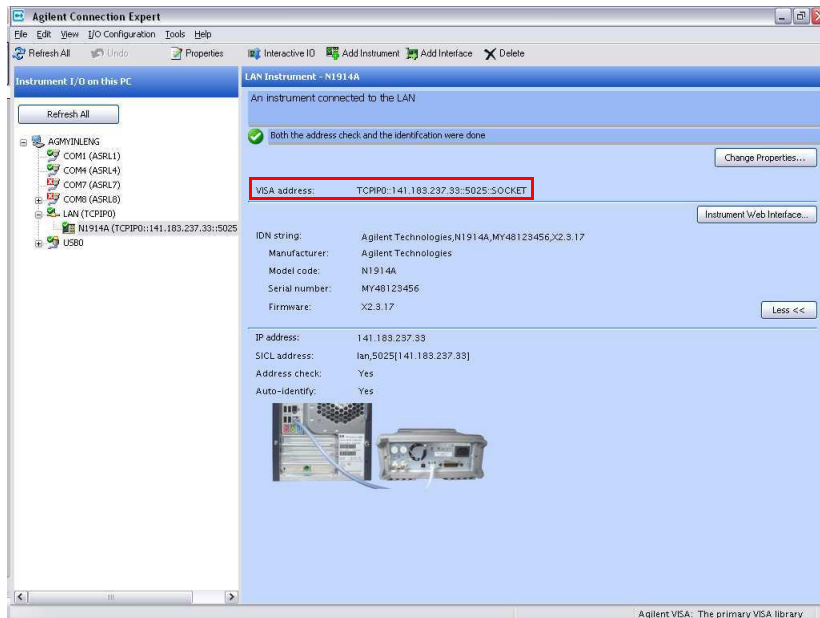 Agilent Connection Expert
File Edit View I/O Configuration Tools Help
Refresh All Undo Properties Interactive IO Add Instrument Add Interface Delete
Instrument I/O on this PC
Refresh All
AGMYINLENG
COM1 (ASRL1)
COM4 (ASRL4)
COM7 (ASRL7)
COM8 (ASRL8)
LAN (TCPIP0)
N1914A (TCPIP0::141.183.237.33::5025
USB0
LAN Instrument - N1914A
An instrument connected to the LAN
Both the address check and the identifcation were done
Change Properties...
VISA address: TCPIP0::141.183.237.33::5025::SOCKET
Instrument Web Interface...
IDN string: Agilent Technologies,N1914A,MY48123456,X2.3.17
Manufacturer: Agilent Technologies
Model code: N1914A
Serial number: MY48123456
Firmware: X2.3.17
Less <<
IP address: 141.183.237.33
SICL address: lan,5025[141.183.237.33]
Address check: Yes
Auto-identify: Yes
Agilent VISA: The primary VISA library